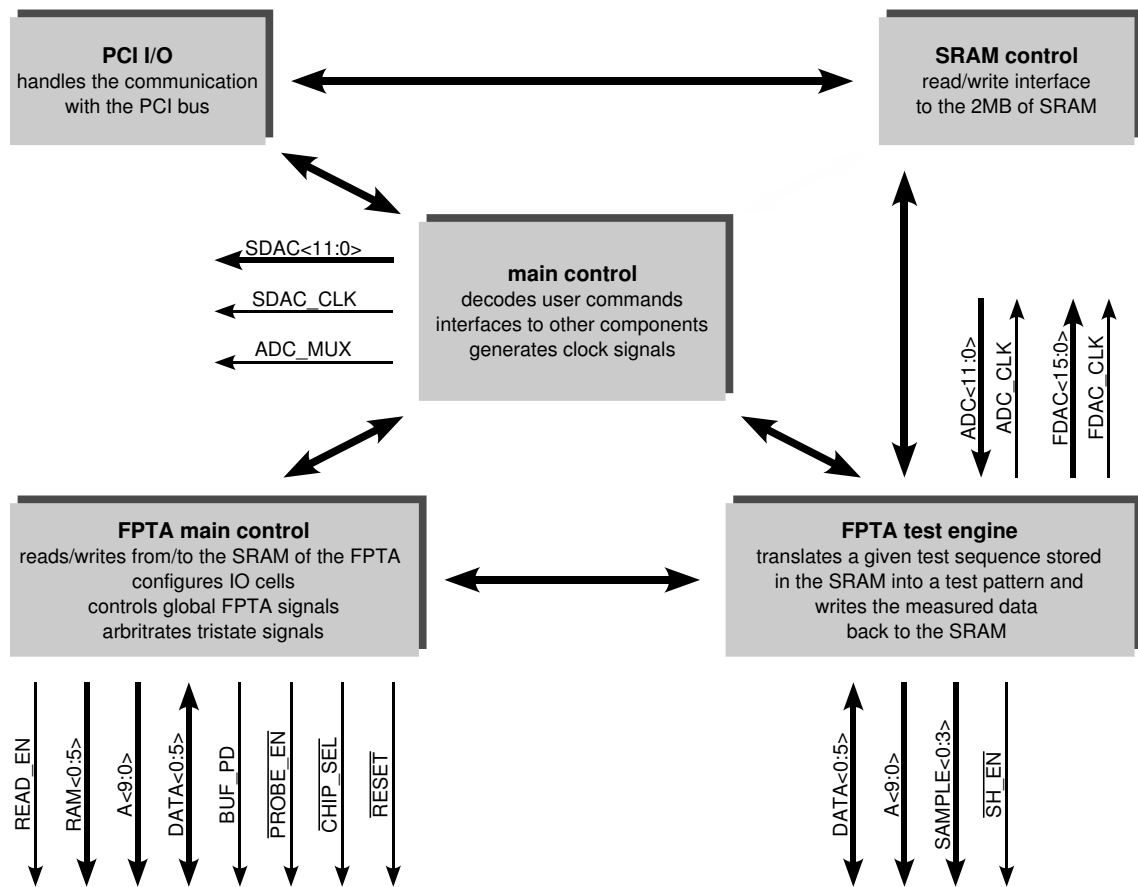 PCI I/O
handles the communication
with the PCI bus
SRAM control
read/write interface
to the 2MB of SRAM
main control
decodes user commands
interfaces to other components
generates clock signals
SDAC<11:0>
SDAC_CLK
ADC_MUX
ADC<11:0>
ADC_CLK
FDAC<15:0>
FDAC_CLK
FPTA main control
reads/writes from/to the SRAM of the FPTA
configures IO cells
controls global FPTA signals
arbritrates tristate signals
FPTA test engine
translates a given test sequence stored
in the SRAM into a test pattern and
writes the measured data
back to the SRAM
READ_EN
RAM<0:5>
A<9:0>
DATA<0:5>
BUF_PD
PROBE_EN
CHIP_SEL
RESET
DATA<0:5>
A<9:0>
SAMPLE<0:3>
SH_EN